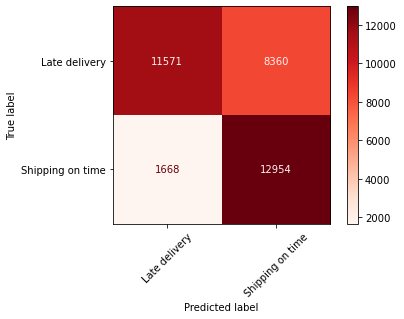 True label
Late delivery
11571 8360
Shipping on time
1668 12954
Late delivery
Shipping on time
Predicted label
12000
10000
8000
6000
4000
2000